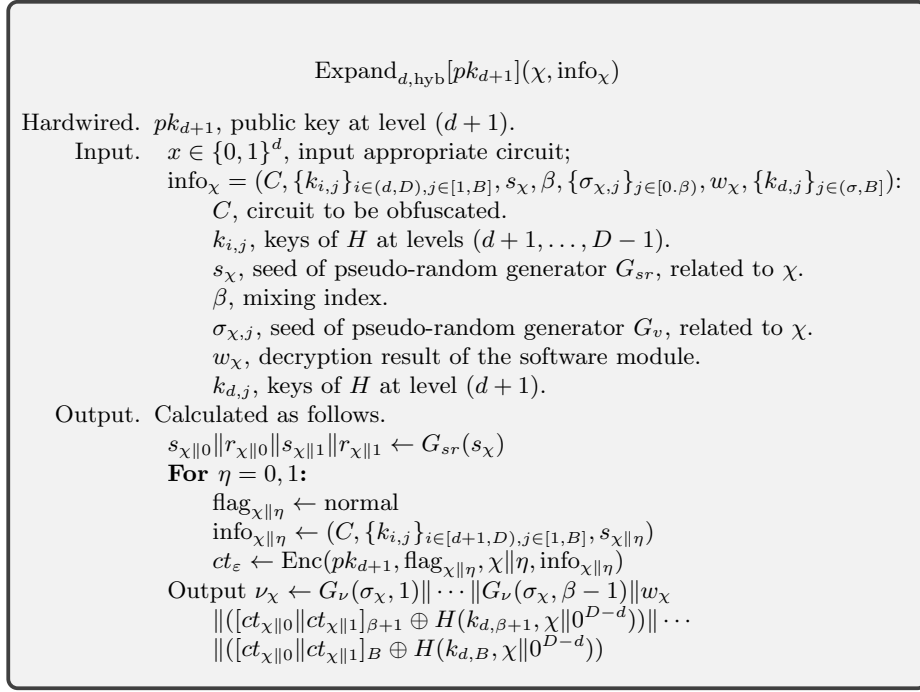 Expand_{d,hyb}[pk_{d+1}](χ, info_χ)
Hardwired. pk_{d+1}, public key at level (d + 1).
Input. x ∈ {0, 1}^d, input appropriate circuit;
info_χ = (C, {k_{i,j}}_{i∈(d,D),j∈[1,B]}, s_χ, β, {σ_{χ,j}}_{j∈[0.β)}, w_χ, {k_{d,j}}_{j∈(σ,B]}):
C, circuit to be obfuscated.
k_{i,j}, keys of H at levels (d + 1, . . . , D − 1).
s_χ, seed of pseudo-random generator G_{sr}, related to χ.
β, mixing index.
σ_{χ,j}, seed of pseudo-random generator G_v, related to χ.
w_χ, decryption result of the software module.
k_{d,j}, keys of H at level (d + 1).
Output. Calculated as follows.
s_{χ∥0}∥r_{χ∥0}∥s_{χ∥1}∥r_{χ∥1} ← G_{sr}(s_χ)
For η = 0, 1:
flag_{χ∥η} ← normal
info_{χ∥η} ← (C, {k_{i,j}}_{i∈[d+1,D),j∈[1,B]}, s_{χ∥η})
ct_ε ← Enc(pk_{d+1}, flag_{χ∥η}, χ∥η, info_{χ∥η})
Output ν_χ ← G_ν(σ_χ, 1)∥ · · · ∥G_ν(σ_χ, β − 1)∥w_χ
∥([ct_{χ∥0}∥ct_{χ∥1}]_{β+1} ⊕ H(k_{d,β+1}, χ∥0^{D−d}))∥ · · ·
∥([ct_{χ∥0}∥ct_{χ∥1}]_B ⊕ H(k_{d,B}, χ∥0^{D−d}))